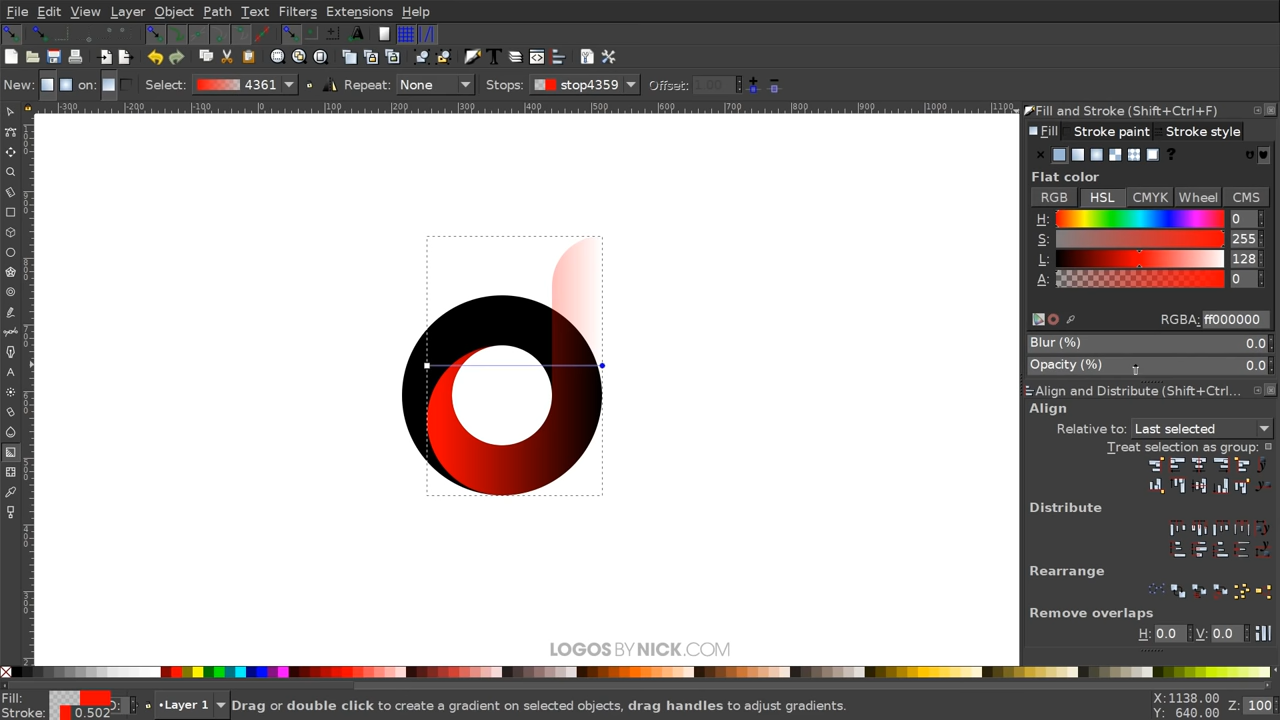 File Edit View Layer Object Path Text Filters Extensions Help
New: on: Select: 4361 Repeat: None Stops: stop4359 Offset: 1.00
Fill and Stroke (Shift+Ctrl+F)
Fill Stroke paint Stroke style
?
Flat color
RGB HSL CMYK Wheel CMS
H: 0
S: 255
L: 128
A: 0
RGBA: ff000000
Blur (%) 0.0
Opacity (%) 0.0
Align and Distribute (Shift+Ctrl...
Align
Relative to: Last selected
Treat selection as group:
Distribute
Rearrange
Remove overlaps
H: 0.0 V: 0.0
LOGOS BY NICK.COM
Fill:
Stroke: 0.502
Layer 1
Drag or double click to create a gradient on selected objects, drag handles to adjust gradients.
X: 1138.00
Y: 640.00
Z: 100